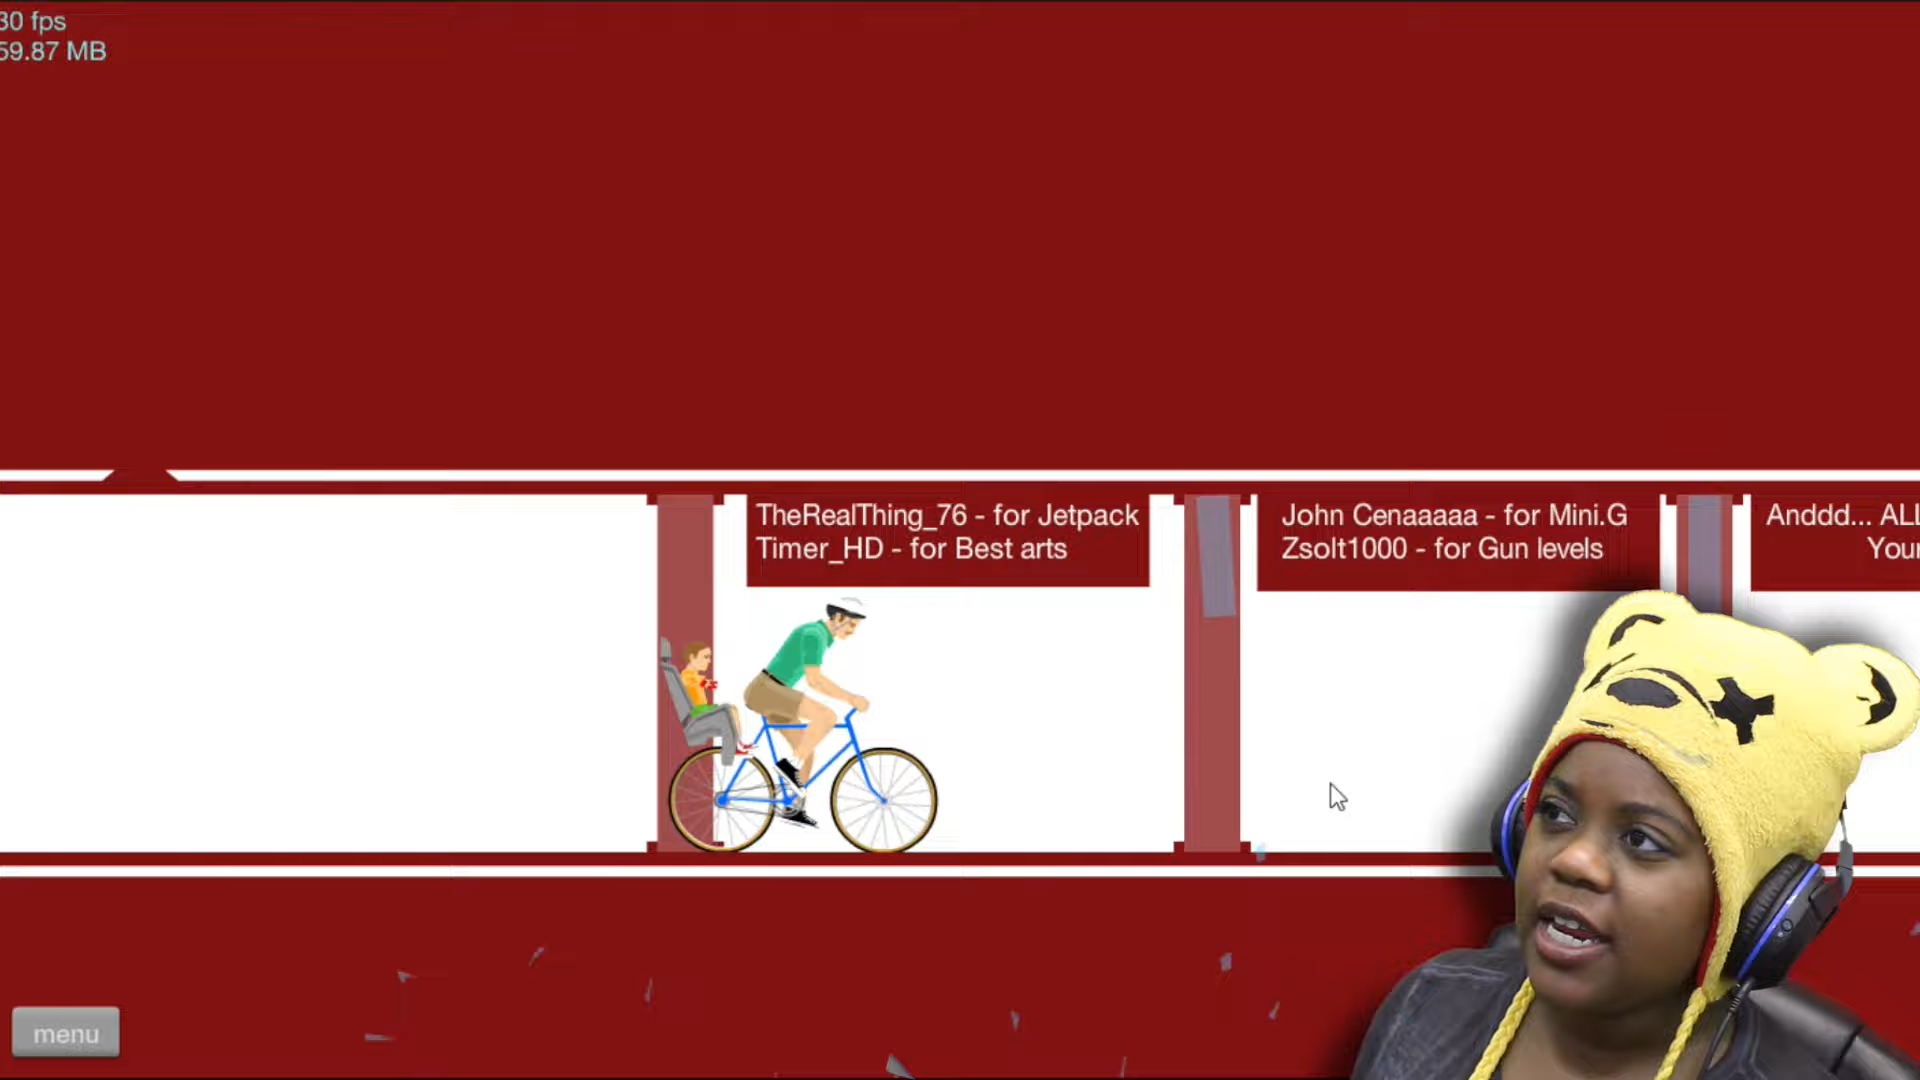 30 fps
59.87 MB
TheRealThing_76 - for Jetpack
Timer_HD - for Best arts
John Cenaaaaa - for Mini.G
Zsolt1000 - for Gun levels
Anddd... ALL
Your
menu